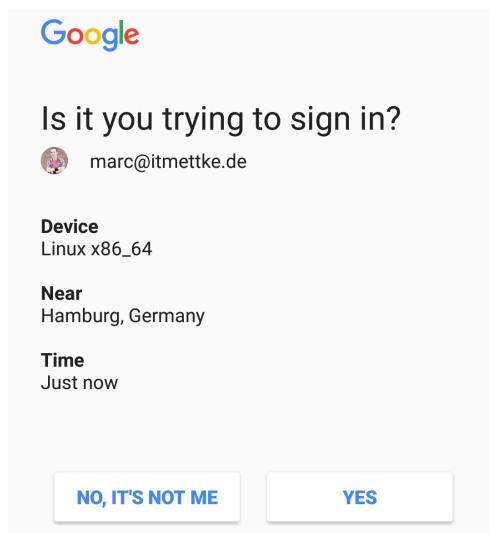 Google
Is it you trying to sign in?
marc@itmettke.de
Device
Linux x86_64
Near
Hamburg, Germany
Time
Just now
NO, IT'S NOT ME
YES